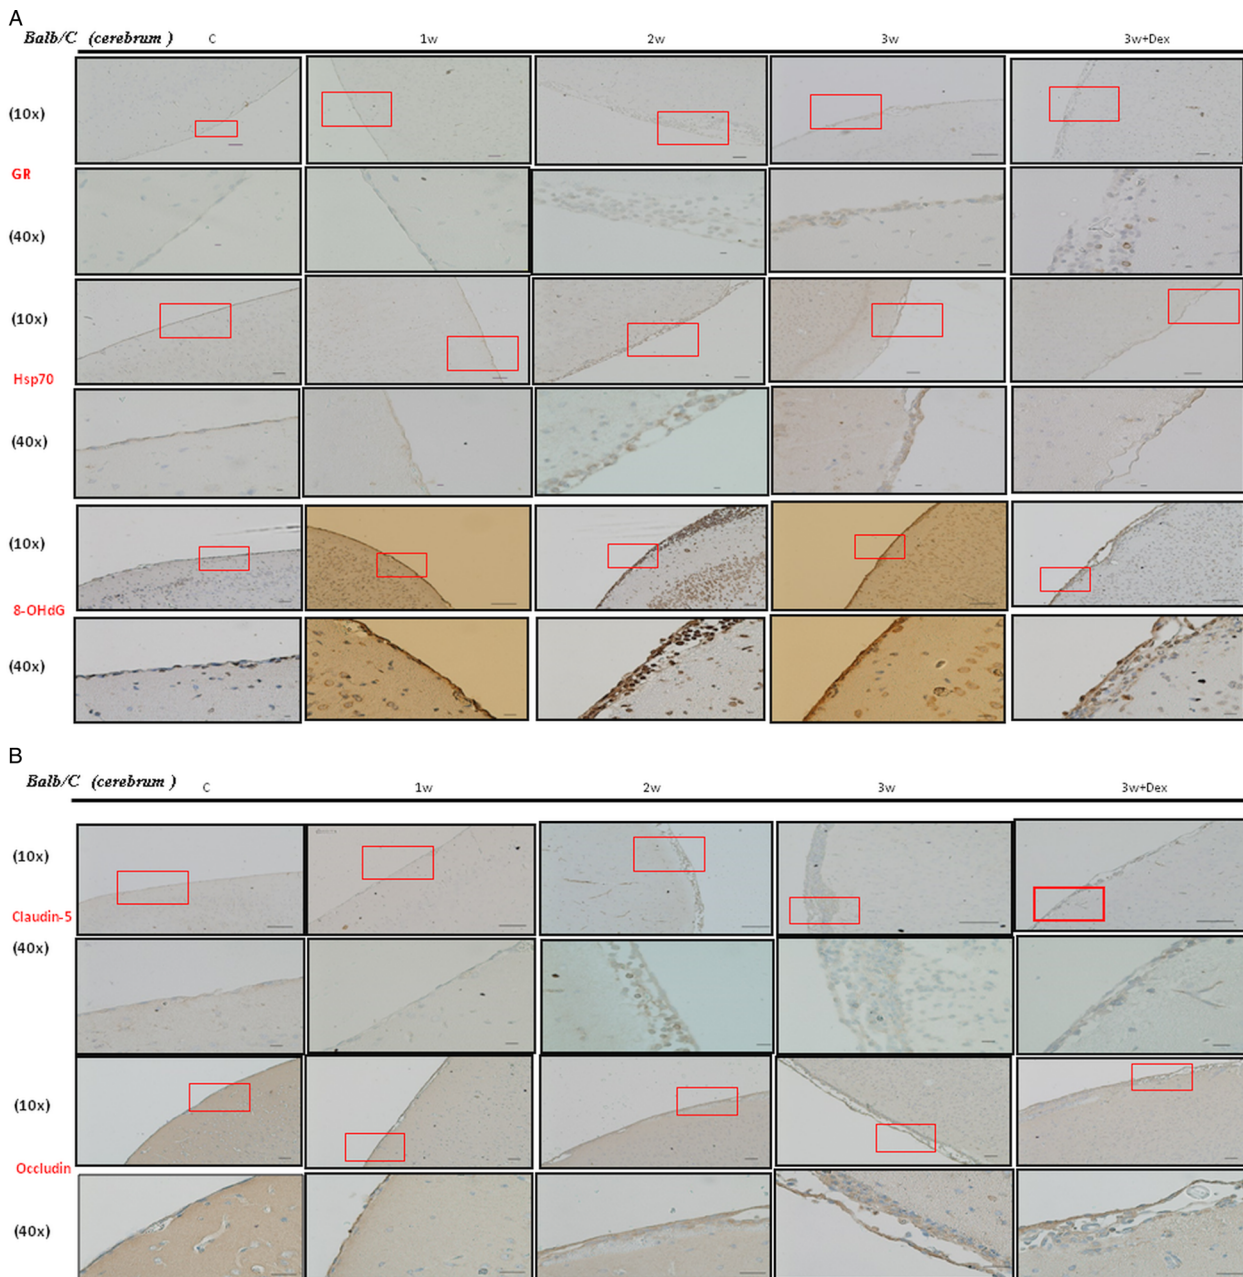 A
Balb/C (cerebrum ) C 1w 2w 3w 3w+Dex
(10x)
GR
(40x)
(10x)
Hsp70
(40x)
(10x)
8-OHdG
(40x)
B
Balb/C (cerebrum ) C 1w 2w 3w 3w+Dex
(10x)
Claudin-5
(40x)
(10x)
Occludin
(40x)